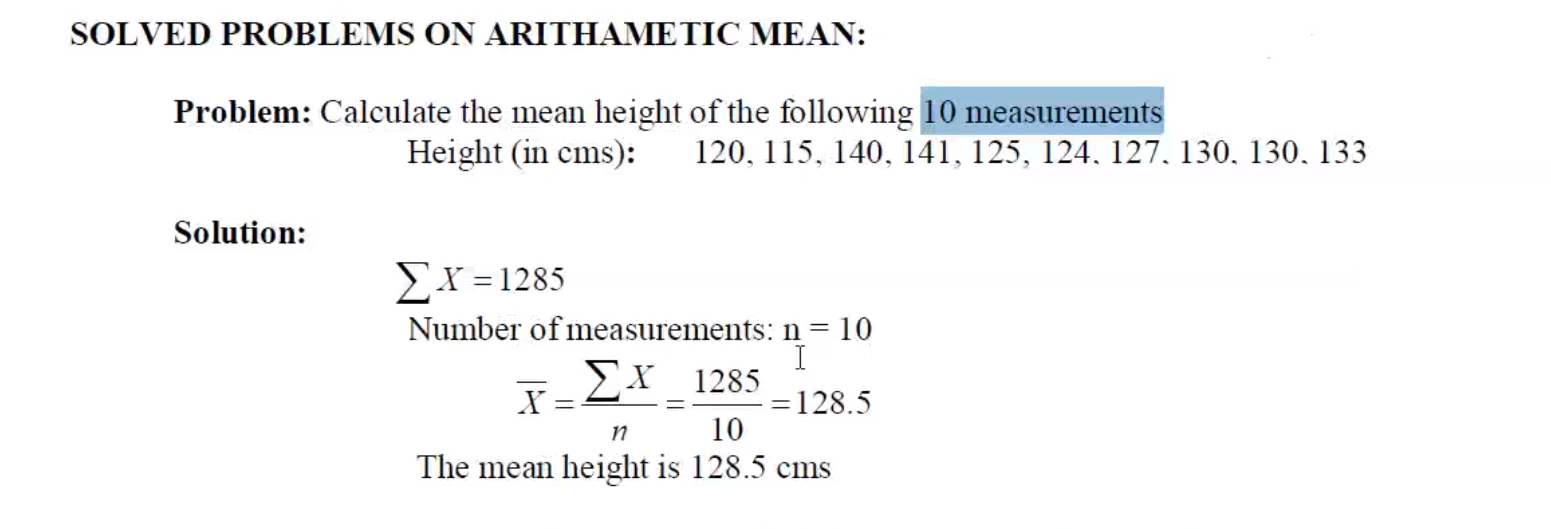 SOLVED PROBLEMS ON ARITHAMETIC MEAN:
Problem: Calculate the mean height of the following 10 measurements
Height (in cms): 120, 115, 140, 141, 125, 124, 127, 130, 130, 133
Solution:
∑ X = 1285
Number of measurements: n = 10
X̅ = ∑ X / n = 1285 / 10 = 128.5
The mean height is 128.5 cms